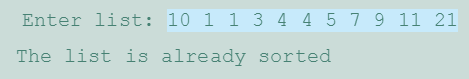 Enter list: 10 1 1 3 4 4 5 7 9 11 21
The list is already sorted